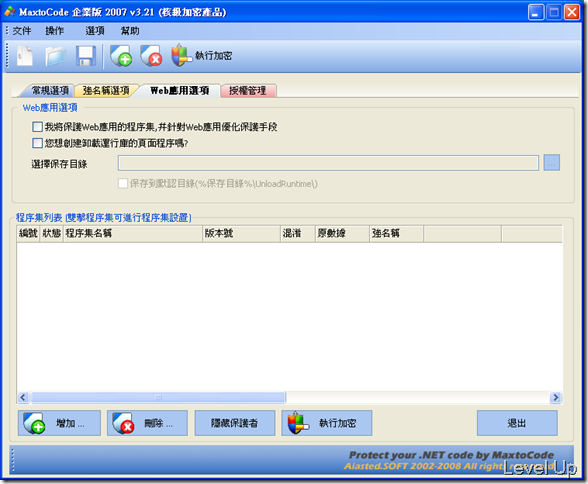 MaxtoCode 企業版 2007 v3.21 (核級加密產品)
文件 操作 選項 幫助
執行加密
常規選項 強名稱選項 Web應用選項 授權管理
Web應用選項
我將保護Web應用的程序集,并針對Web應用優化保護手段
您想創建卸載運行庫的頁面程序嗎?
選擇保存目錄 ...
保存到默認目錄(%保存目錄%\UnloadRuntime\)
程序集列表 (雙擊程序集可進行程序集設置)
編號 狀態 程序集名稱 版本號 混淆 原數據 強名稱
增加 ... 刪除 ... 隱藏保護者 執行加密 退出
Protect your .NET code by MaxtoCode
Aiasted.SOFT 2002-2008 All rights reserved
Level Up